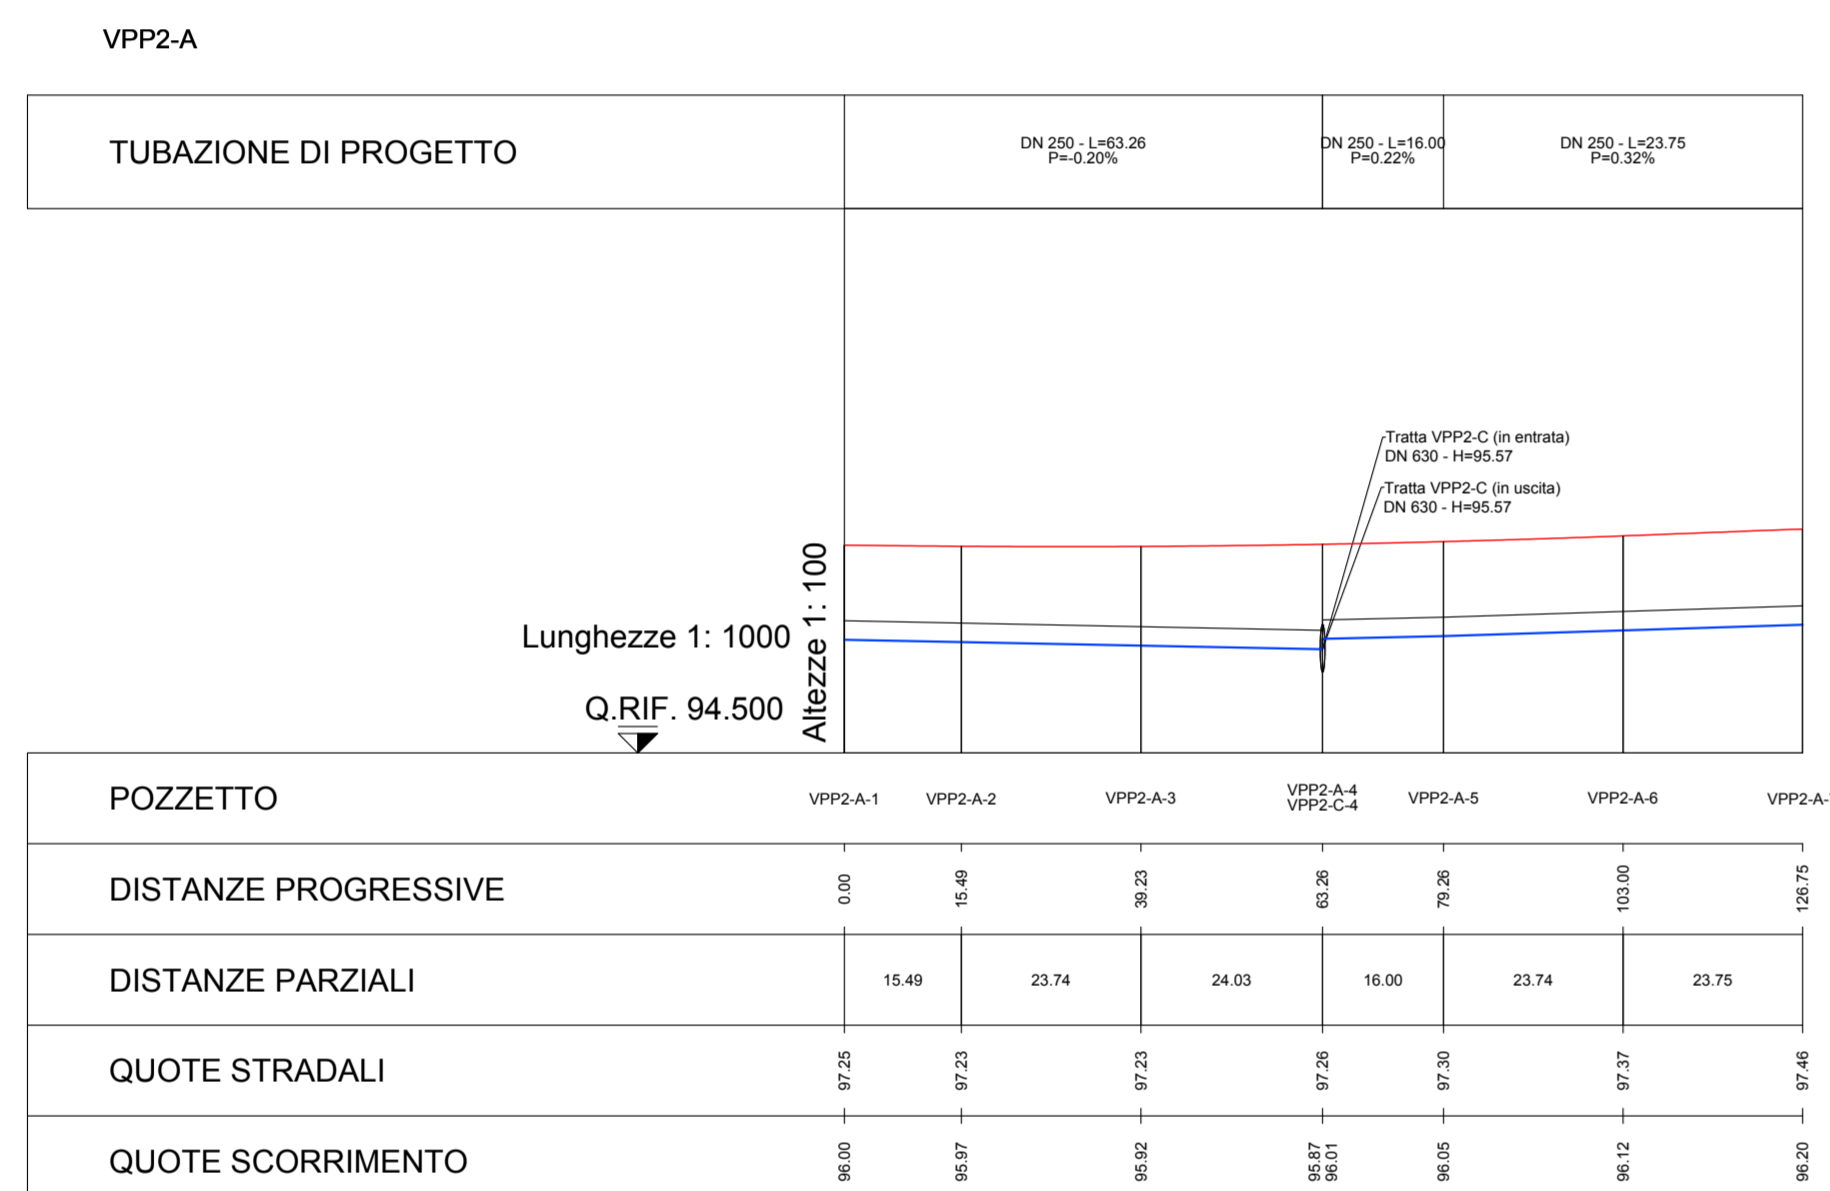 VPP2-A
TUBAZIONE DI PROGETTO
DN 250 - L=63.26
P=-0.20%
DN 250 - L=16.00
P=0.22%
DN 250 - L=23.75
P=0.32%
Tratta VPP2-C (in entrata)
DN 630 - H=95.57
Tratta VPP2-C (in uscita)
DN 630 - H=95.57
Lunghezze 1: 1000
Altezze 1: 100
Q.RIF. 94.500
POZZETTO
VPP2-A-1
VPP2-A-2
VPP2-A-3
VPP2-A-4
VPP2-C-4
VPP2-A-5
VPP2-A-6
VPP2-A-
DISTANZE PROGRESSIVE
0.00
15.49
39.23
63.26
79.26
103.00
126.75
DISTANZE PARZIALI
15.49
23.74
24.03
16.00
23.74
23.75
QUOTE STRADALI
97.25
97.23
97.23
97.26
97.30
97.37
97.46
QUOTE SCORRIMENTO
96.00
95.97
95.92
95.87
96.01
96.05
96.12
96.20